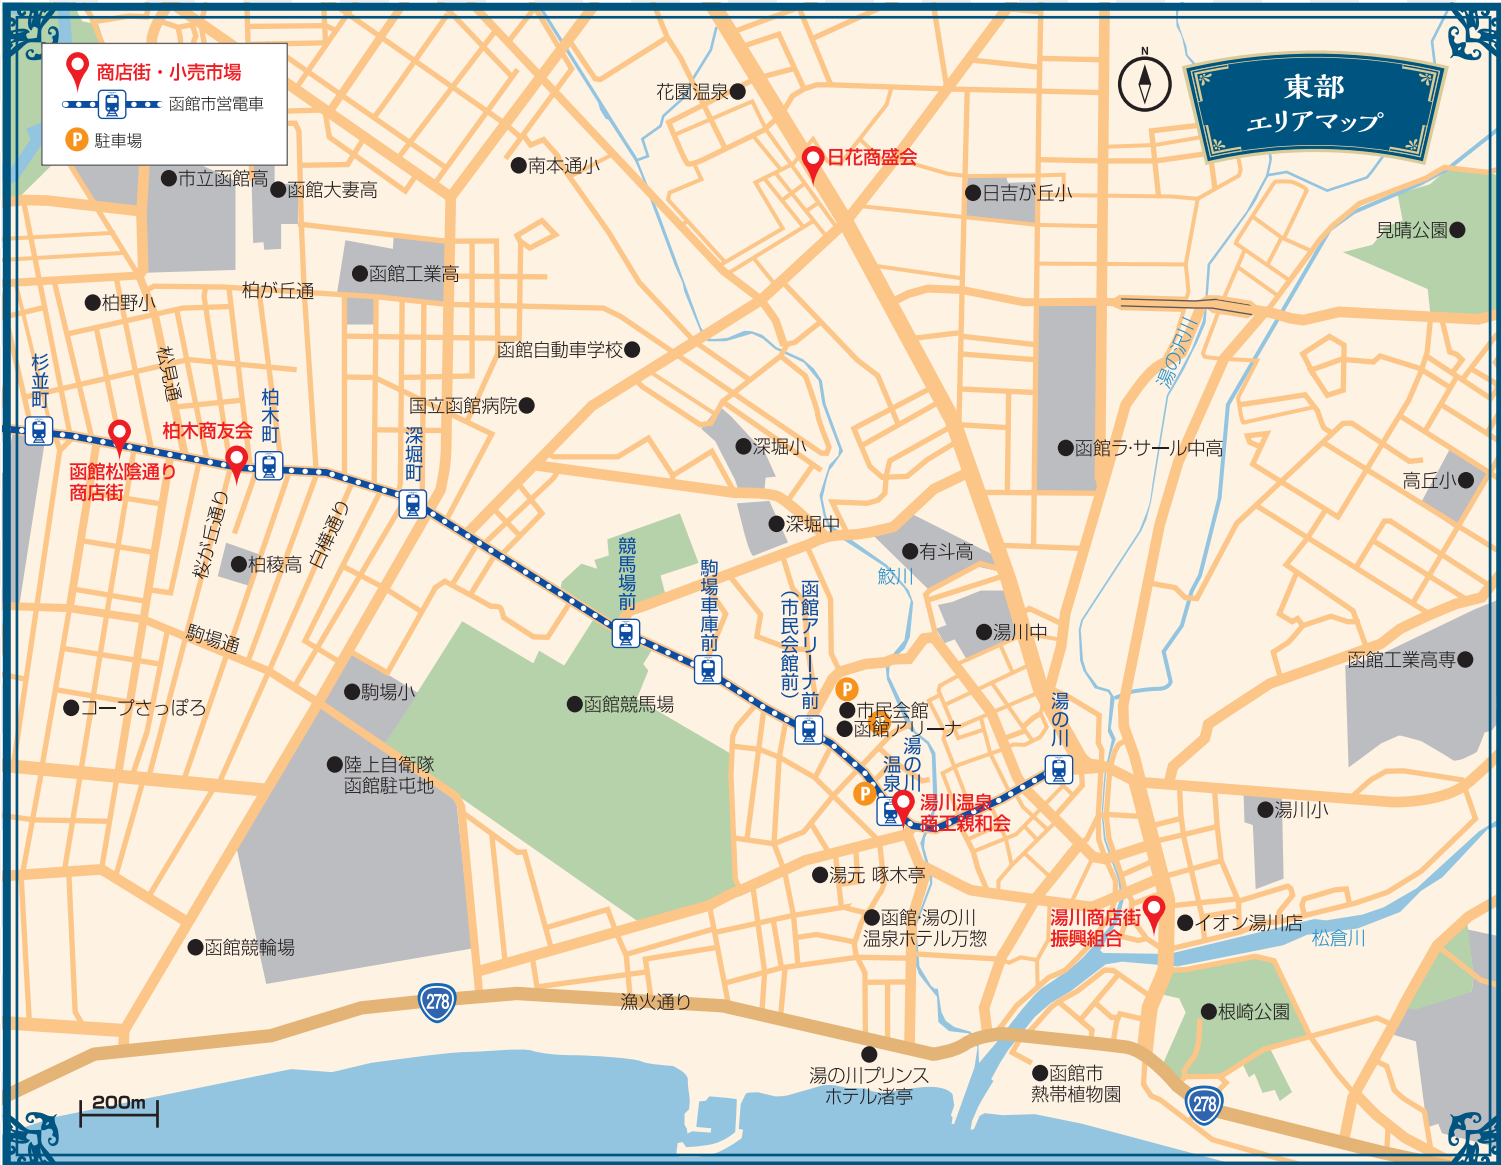 商店街・小売市場
函館市営電車
P
駐車場
N
東部
エリアマップ
花園温泉
日花商盛会
南本通小
市立函館高
函館大妻高
日吉が丘小
見晴公園
函館工業高
柏が丘通
柏野小
函館自動車学校
湯の沢川
松見通
杉並町
柏木町
国立函館病院
柏木商友会
深堀町
深堀小
函館ラ・サール中高
函館松陰通り
商店街
高丘小
桜が丘通り
白樺通り
深堀中
有斗高
柏稜高
競馬場前
駒場車庫前
函館アリーナ前
(市民会館前)
鮫川
湯川中
駒場通
函館工業高専
駒場小
コープさっぽろ
函館競馬場
P
市民会館
P
函館アリーナ
湯の川
湯の川
温泉
陸上自衛隊
函館駐屯地
P
湯川温泉
商工親和会
湯川小
湯元 啄木亭
函館・湯の川
温泉ホテル万惣
湯川商店街
振興組合
イオン湯川店
松倉川
函館競輪場
278
漁火通り
根崎公園
湯の川プリンス
ホテル渚亭
函館市
熱帯植物園
278
200m